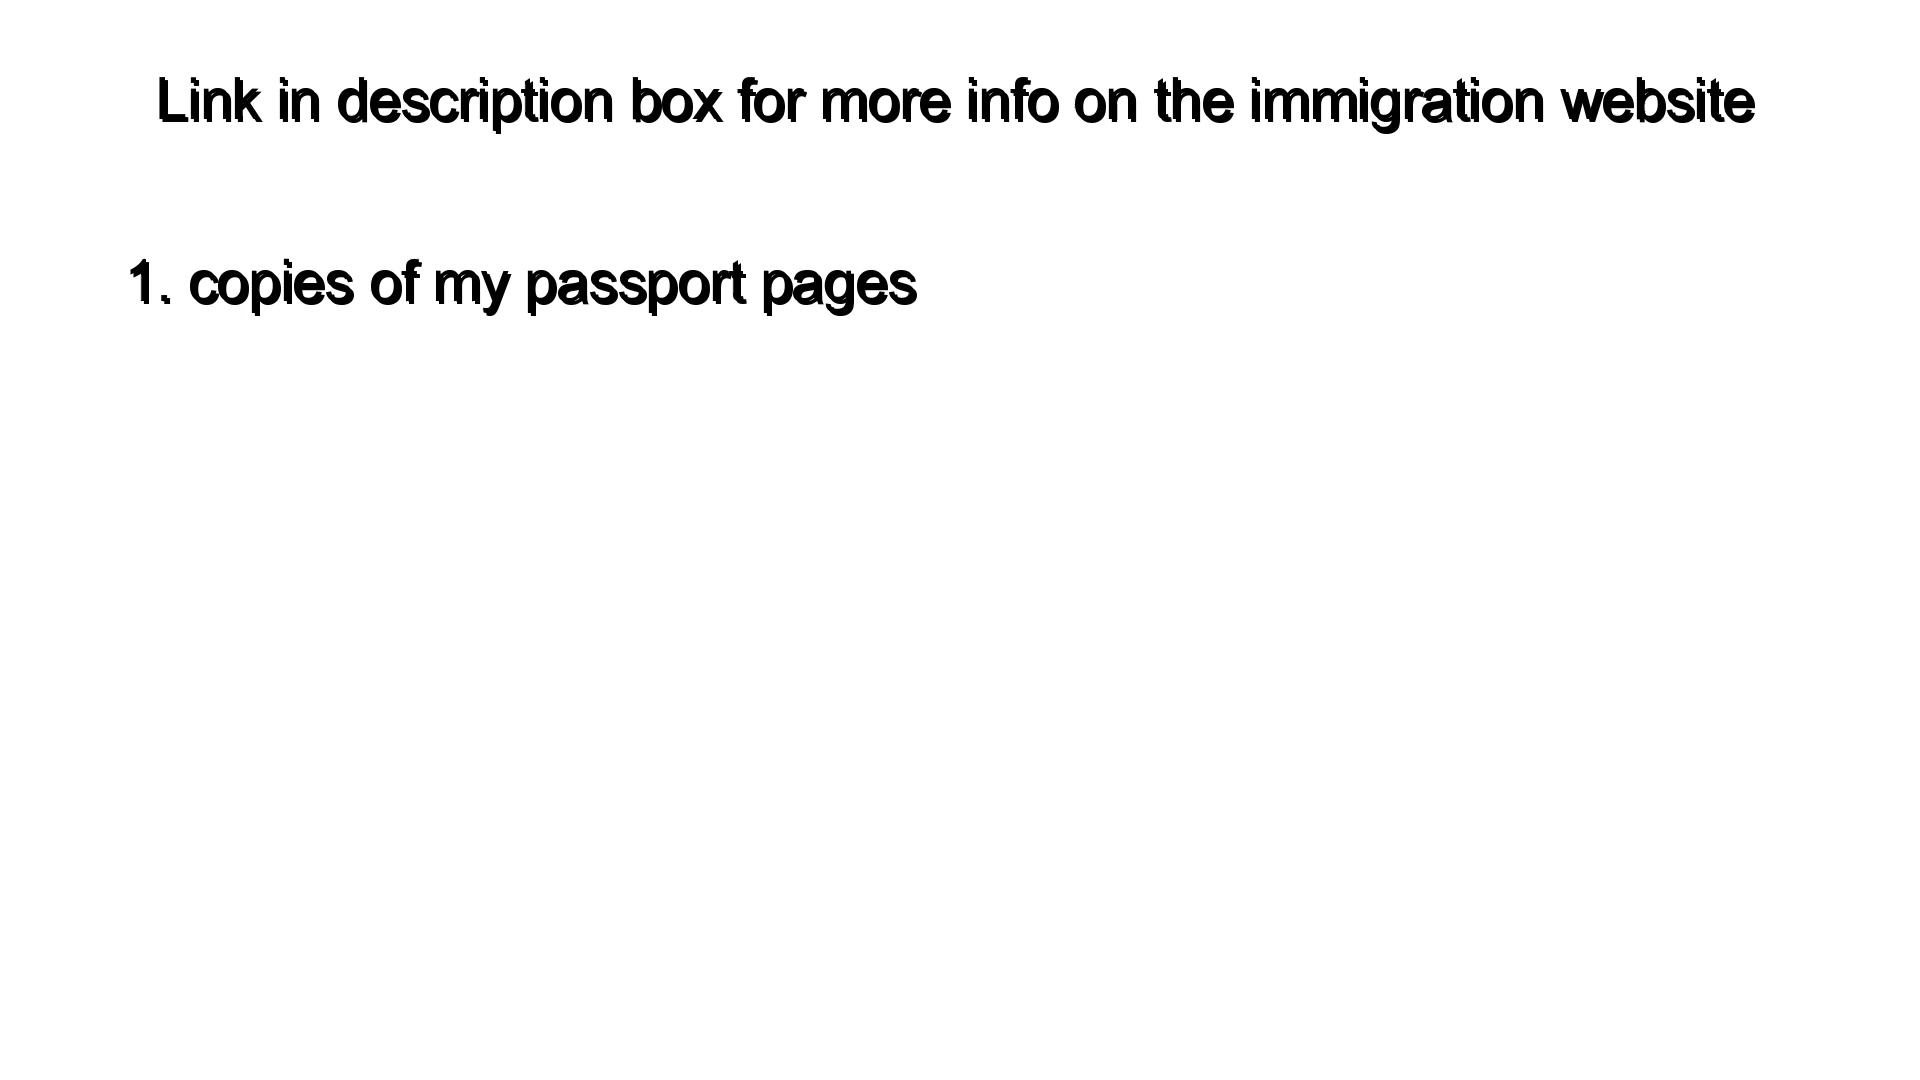 Link in description box for more info on the immigration website
1. copies of my passport pages